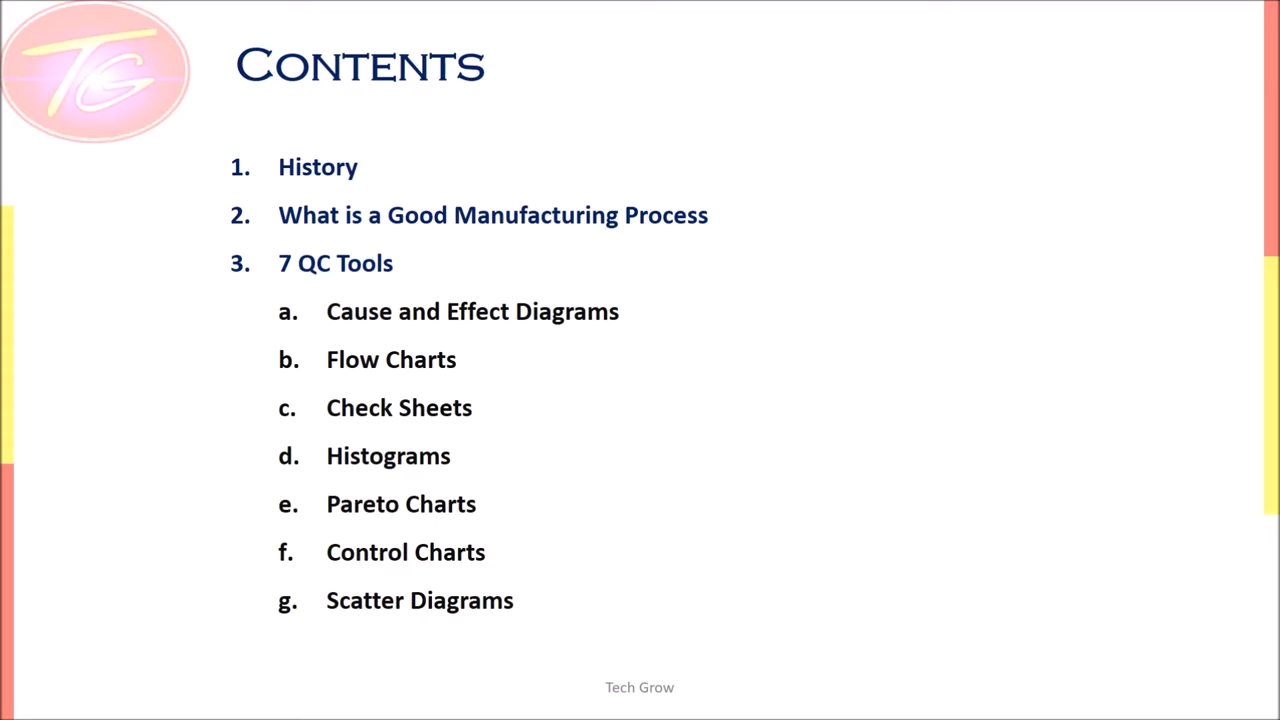 TG
Contents
1. History
2. What is a Good Manufacturing Process
3. 7 QC Tools
a. Cause and Effect Diagrams
b. Flow Charts
c. Check Sheets
d. Histograms
e. Pareto Charts
f. Control Charts
g. Scatter Diagrams
Tech Grow